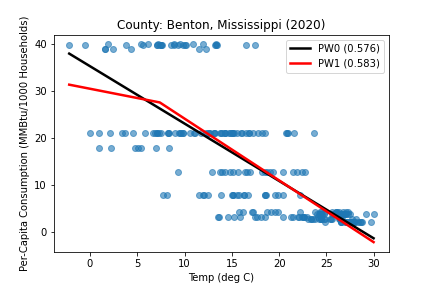 County: Benton, Mississippi (2020)
PW0 (0.576)
PW1 (0.583)
Per-Capita Consumption (MMBtu/1000 Households)
40
30
20
10
0
0 5 10 15 20 25 30
Temp (deg C)